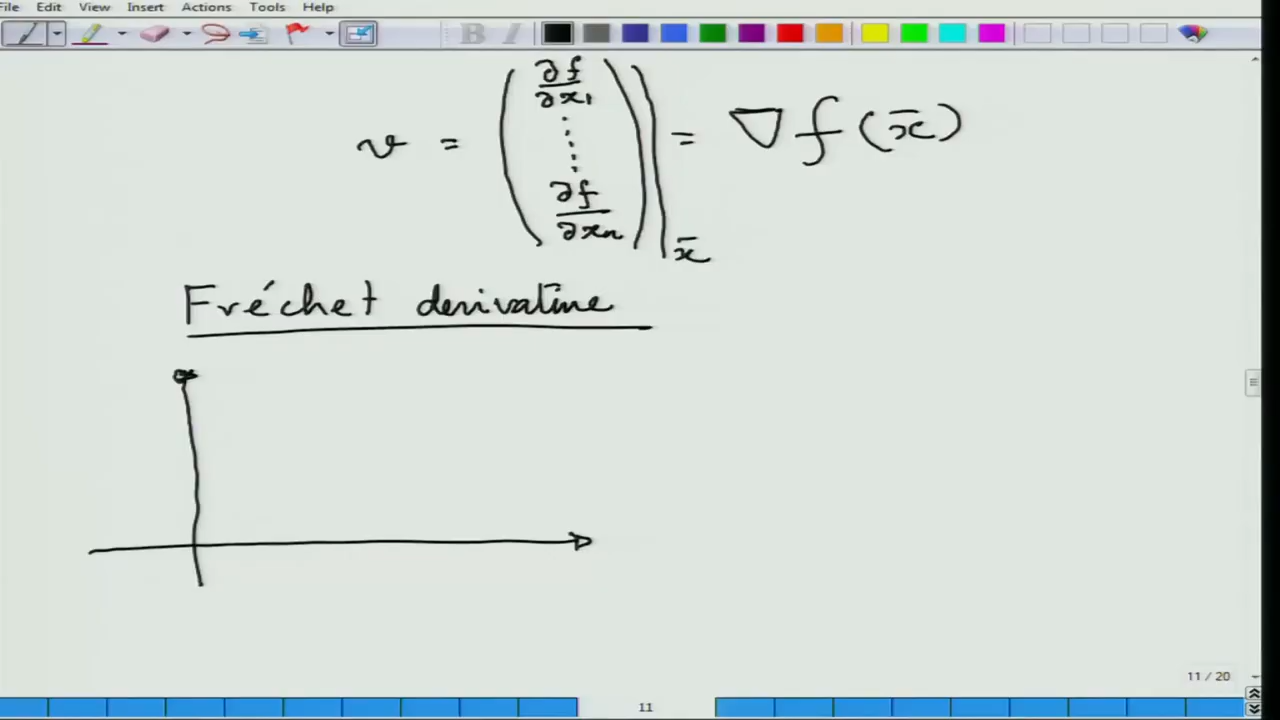 File Edit View Insert Actions Tools Help
B I
v = ( ∂f/∂x₁ ⋮ ∂f/∂xₙ ) | x̄ = ∇f(x̄)
Fréchet derivative
11 / 20
11